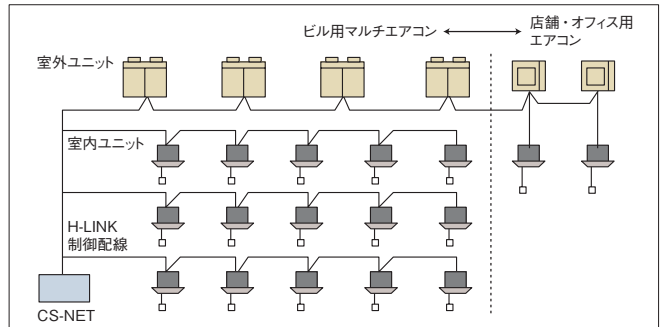 ビル用マルチエアコン
店舗・オフィス用
エアコン
室外ユニット
室内ユニット
H-LINK
制御配線
CS-NET